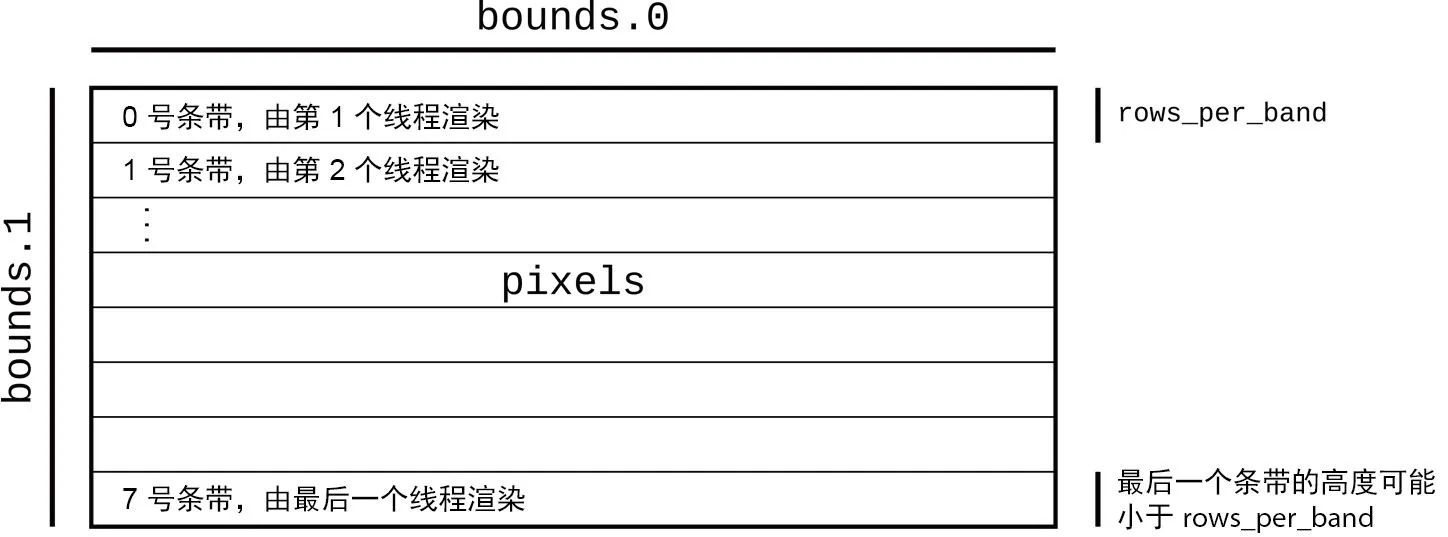 bounds.0
bounds.1
0 号条带，由第 1 个线程渲染
rows_per_band
1 号条带，由第 2 个线程渲染
⋮
pixels
7 号条带，由最后一个线程渲染
最后一个条带的高度可能
小于 rows_per_band